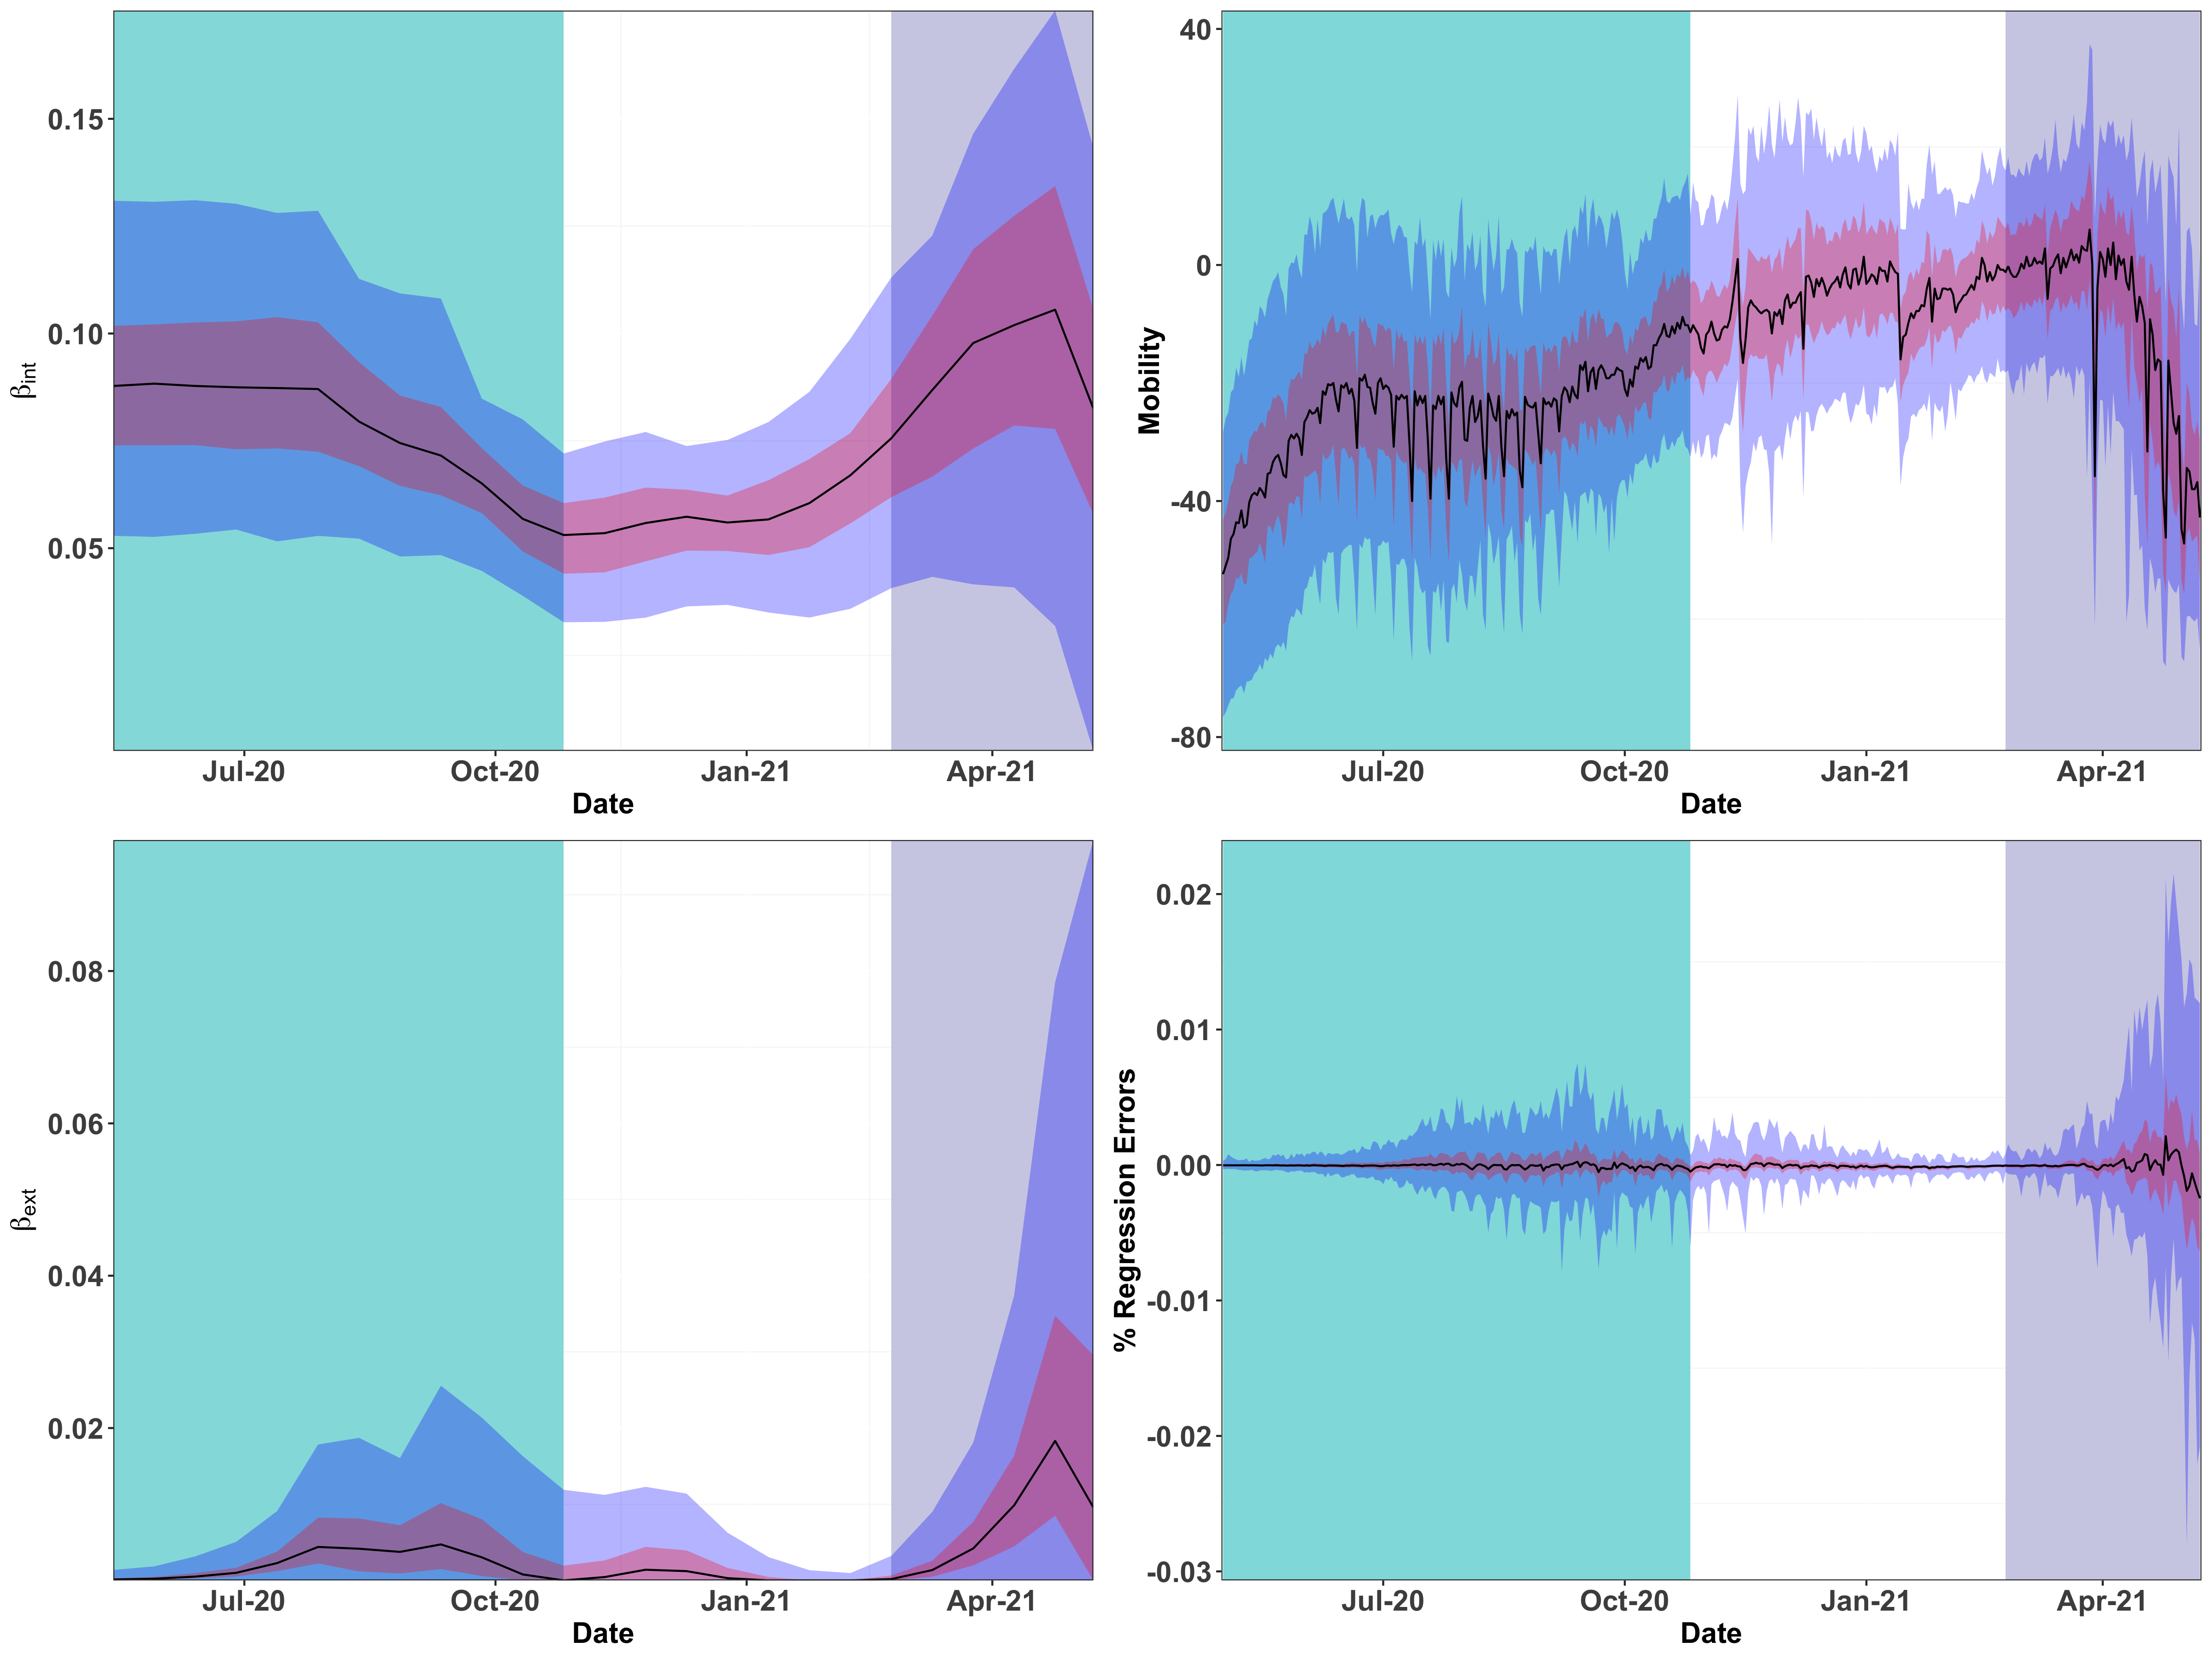 0.15
0.10
0.05
βint
Jul-20 Oct-20 Jan-21 Apr-21
Date
40
0
-40
-80
Mobility
Jul-20 Oct-20 Jan-21 Apr-21
Date
0.08
0.06
0.04
0.02
βext
Jul-20 Oct-20 Jan-21 Apr-21
Date
0.02
0.01
0.00
-0.01
-0.02
-0.03
% Regression Errors
Jul-20 Oct-20 Jan-21 Apr-21
Date